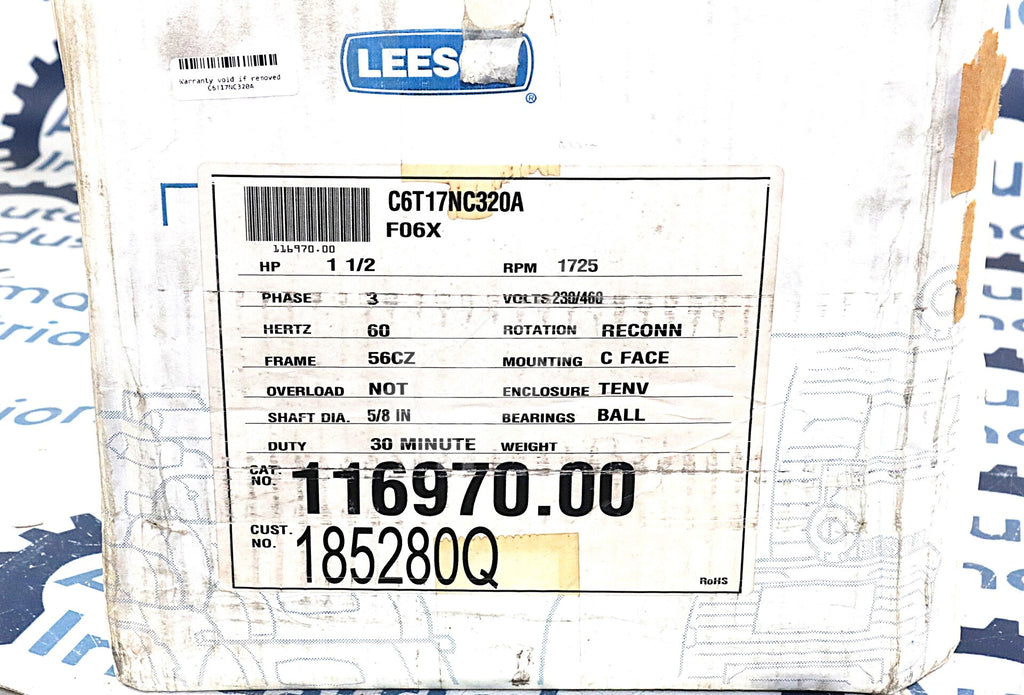 Warranty void if removed
C6T17NC320A
LEES
®
C6T17NC320A
F06X
116970.00
HP 1 1/2 RPM 1725
PHASE 3 VOLTS 230/460
HERTZ 60 ROTATION RECONN
FRAME 56CZ MOUNTING C FACE
OVERLOAD NOT ENCLOSURE TENV
SHAFT DIA. 5/8 IN BEARINGS BALL
DUTY 30 MINUTE WEIGHT
CAT. NO. 116970.00
CUST. NO. 185280Q
RoHS